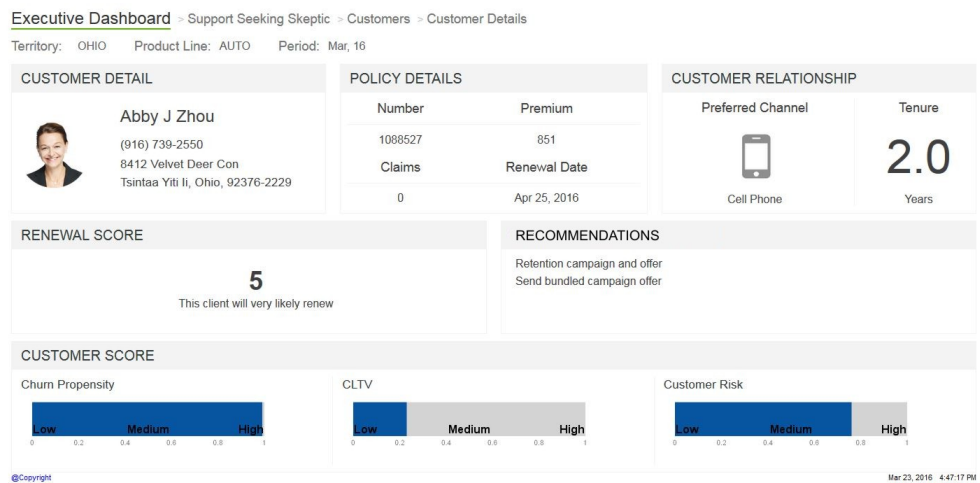 Executive Dashboard > Support Seeking Skeptic > Customers > Customer Details
Territory: OHIO Product Line: AUTO Period: Mar, 16
CUSTOMER DETAIL
Abby J Zhou
(916) 739-2550
8412 Velvet Deer Con
Tsintaa Yiti Ii, Ohio, 92376-2229
POLICY DETAILS
Number Premium
1088527 851
Claims Renewal Date
0 Apr 25, 2016
CUSTOMER RELATIONSHIP
Preferred Channel Tenure
2.0
Cell Phone Years
RENEWAL SCORE
5
This client will very likely renew
RECOMMENDATIONS
Retention campaign and offer
Send bundled campaign offer
CUSTOMER SCORE
Churn Propensity
Low Medium High
0 0.2 0.4 0.6 0.8 1
CLTV
Low Medium High
0 0.2 0.4 0.6 0.8 1
Customer Risk
Low Medium High
0 0.2 0.4 0.6 0.8 1
@Copyright Mar 23, 2016 4:47:17 PM